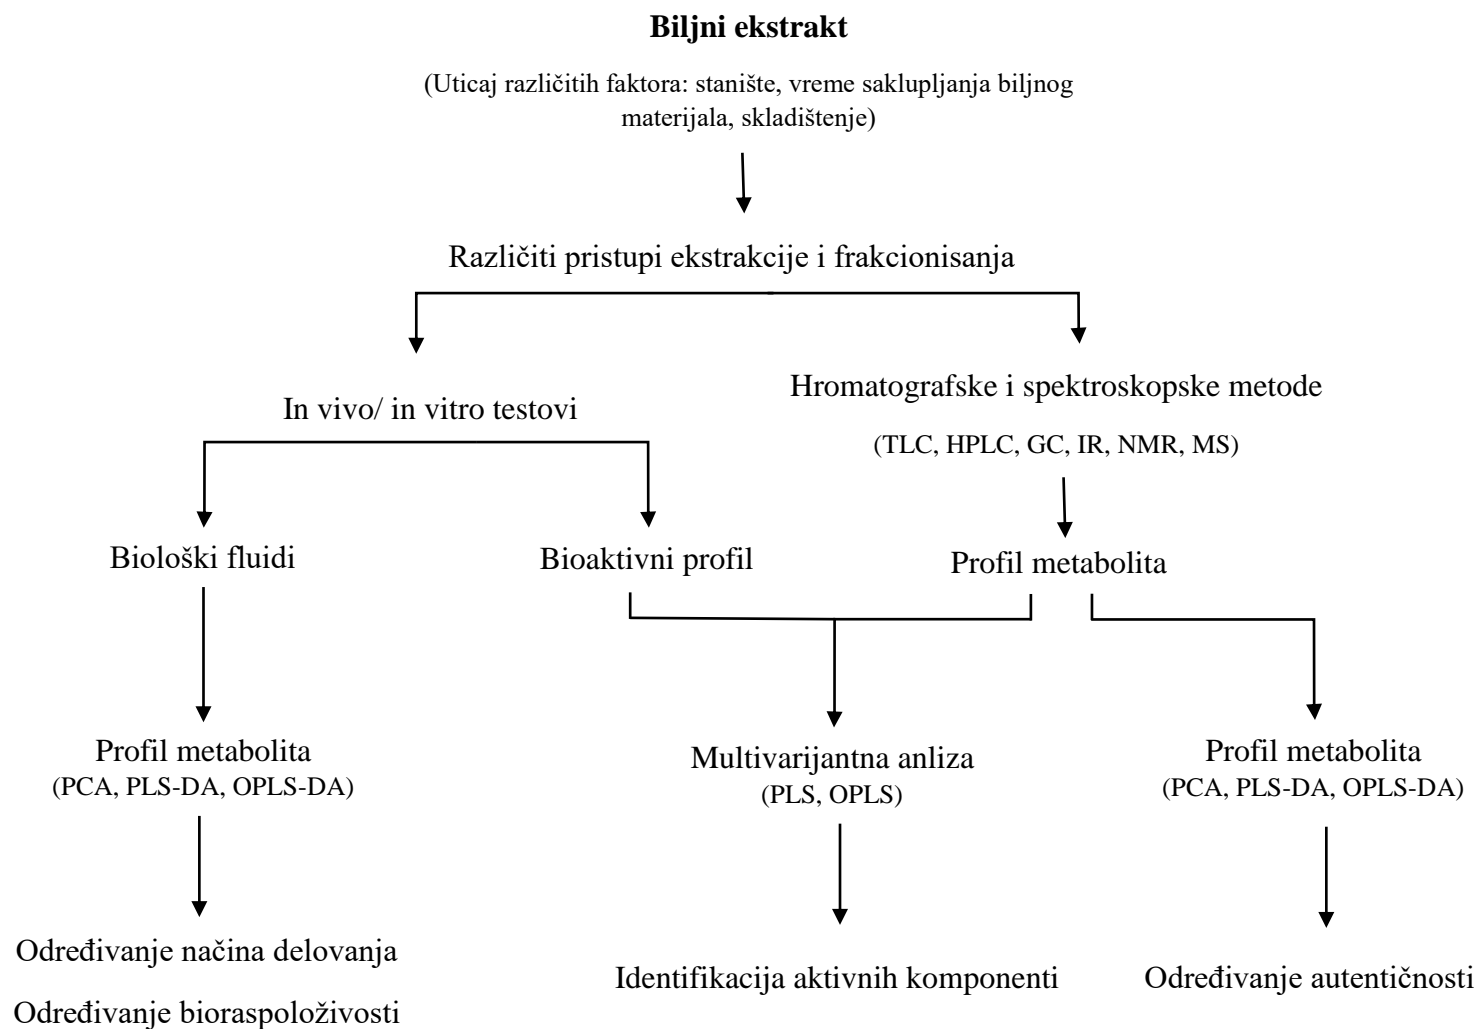 Biljni ekstrakt
(Uticaj različitih faktora: stanište, vreme saklupljanja biljnog
materijala, skladištenje)
Različiti pristupi ekstrakcije i frakcionisanja
In vivo/ in vitro testovi
Hromatografske i spektroskopske metode
(TLC, HPLC, GC, IR, NMR, MS)
Biološki fluidi
Bioaktivni profil
Profil metabolita
Profil metabolita
(PCA, PLS-DA, OPLS-DA)
Multivarijantna anliza
(PLS, OPLS)
Profil metabolita
(PCA, PLS-DA, OPLS-DA)
Određivanje načina delovanja
Određivanje bioraspoloživosti
Identifikacija aktivnih komponenti
Određivanje autentičnosti